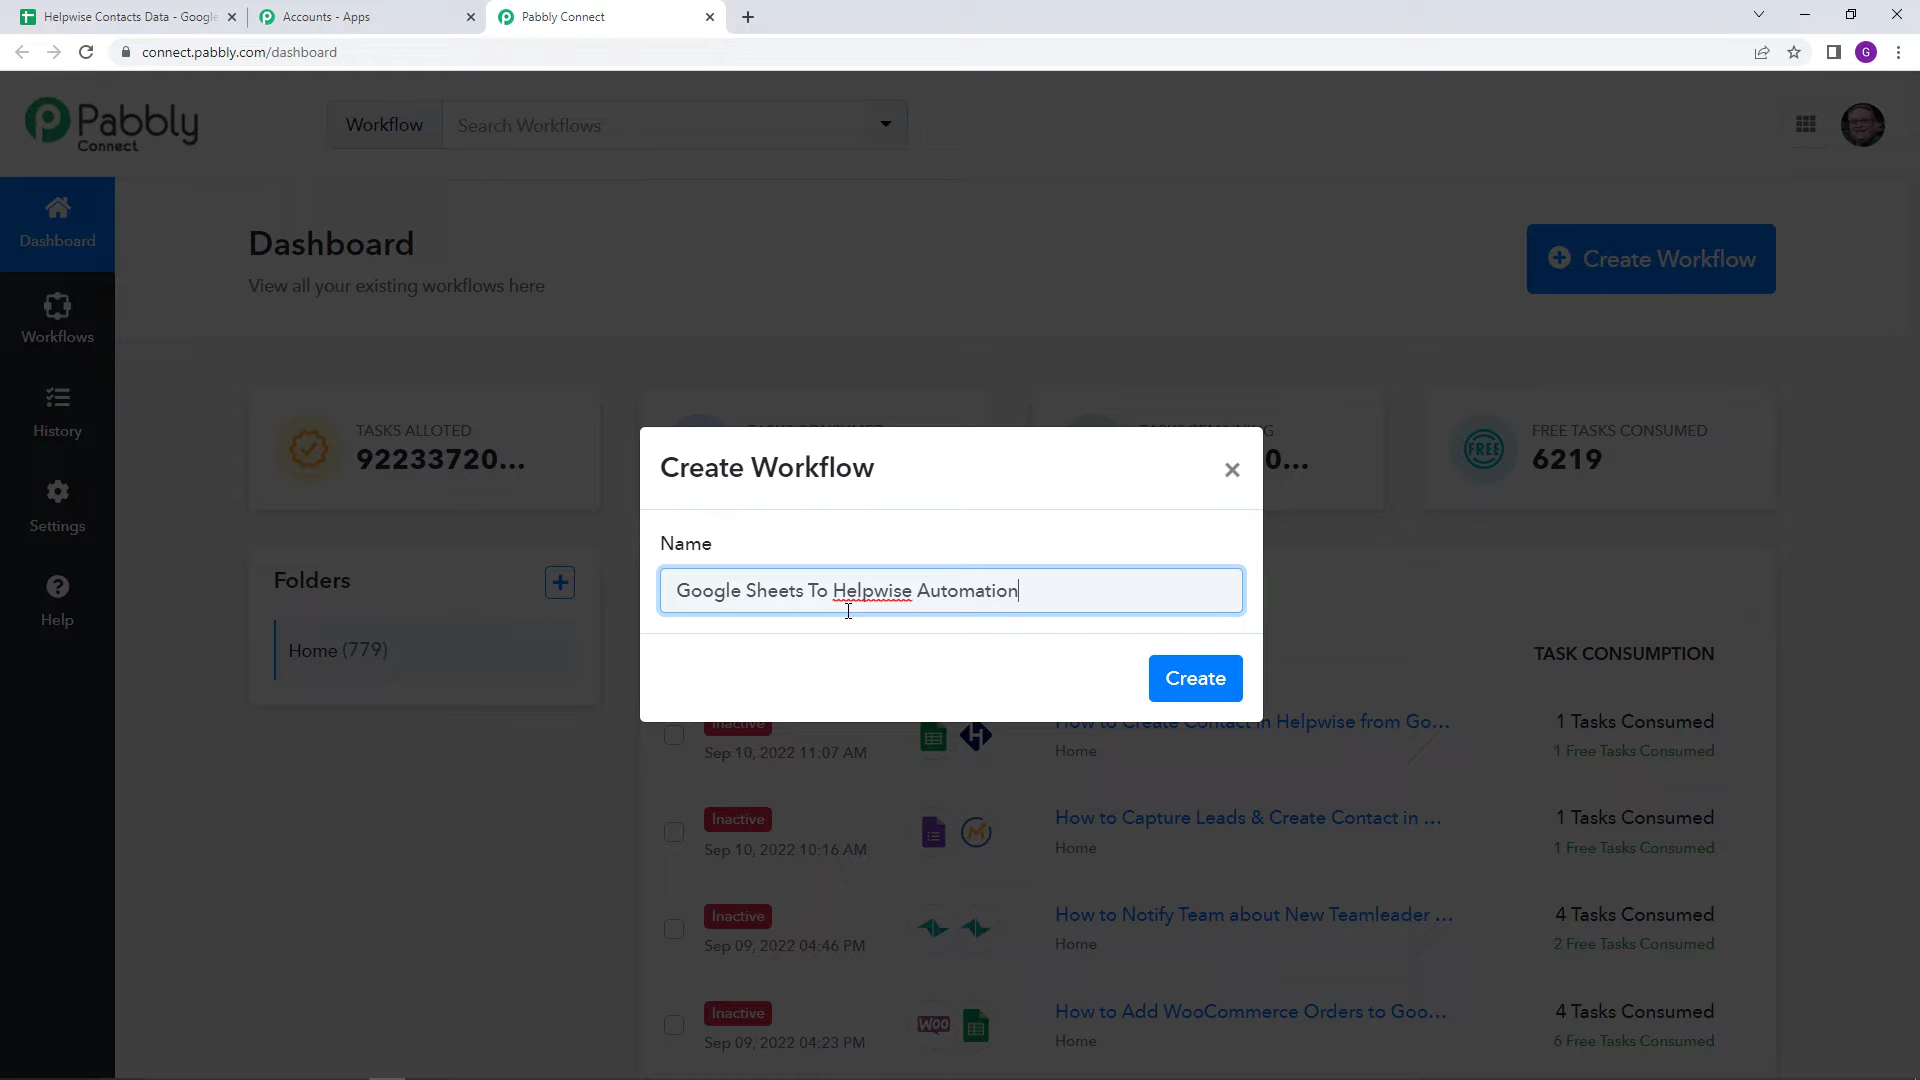 Helpwise Contacts Data - Google
Accounts - Apps
Pabbly Connect
connect.pabbly.com/dashboard
G
Pabbly
Connect
Workflow
Search Workflows
Dashboard
Workflows
History
Settings
Help
Dashboard
View all your existing workflows here
Create Workflow
TASKS ALLOTED
92233720...
0...
FREE
FREE TASKS CONSUMED
6219
Folders
Home (779)
Create Workflow
Name
Google Sheets To Helpwise Automation
Create
TASK CONSUMPTION
Inactive
Sep 10, 2022 11:07 AM
How to Create Contact in Helpwise from Go...
Home
1 Tasks Consumed
1 Free Tasks Consumed
Inactive
Sep 10, 2022 10:16 AM
How to Capture Leads & Create Contact in ...
Home
1 Tasks Consumed
1 Free Tasks Consumed
Inactive
Sep 09, 2022 04:46 PM
How to Notify Team about New Teamleader ...
Home
4 Tasks Consumed
2 Free Tasks Consumed
Inactive
Sep 09, 2022 04:23 PM
WOO
How to Add WooCommerce Orders to Goo...
Home
4 Tasks Consumed
6 Free Tasks Consumed